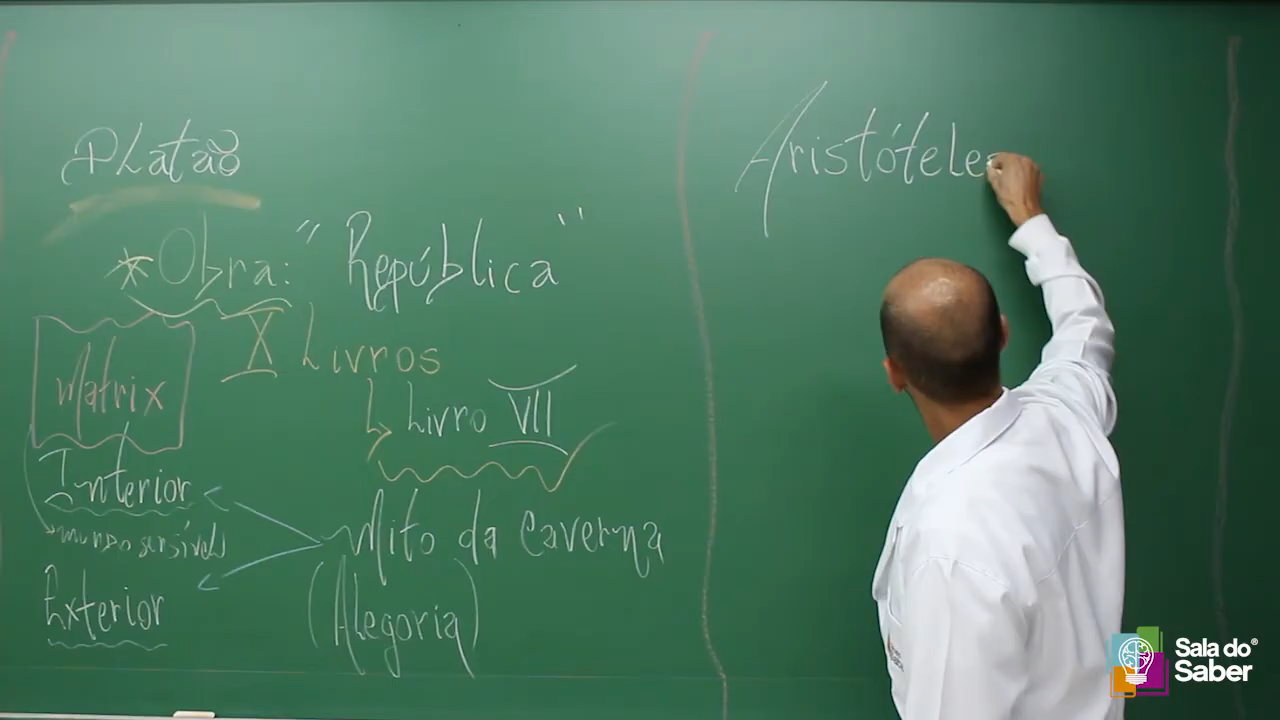 Platão
* Obra: "República"
X Livros
Livro VII
Matrix
Interior
mundo sensível
Exterior
Mito da Caverna
(Alegoria)
Aristóteles
Sala do®
Saber